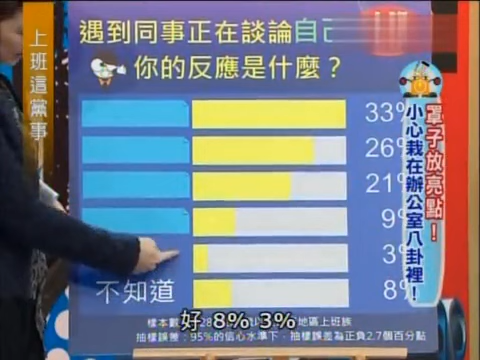 上班這黨事
遇到同事正在談論自己
你的反應是什麼？
33%
26%
21%
9%
3%
不知道
8%
罩子放亮點！
小心栽在辦公室八卦裡！
好 8% 3%
樣本數 28 地區上班族
抽樣誤差：95%的信心水準下，抽樣誤差為正負2.7個百分點